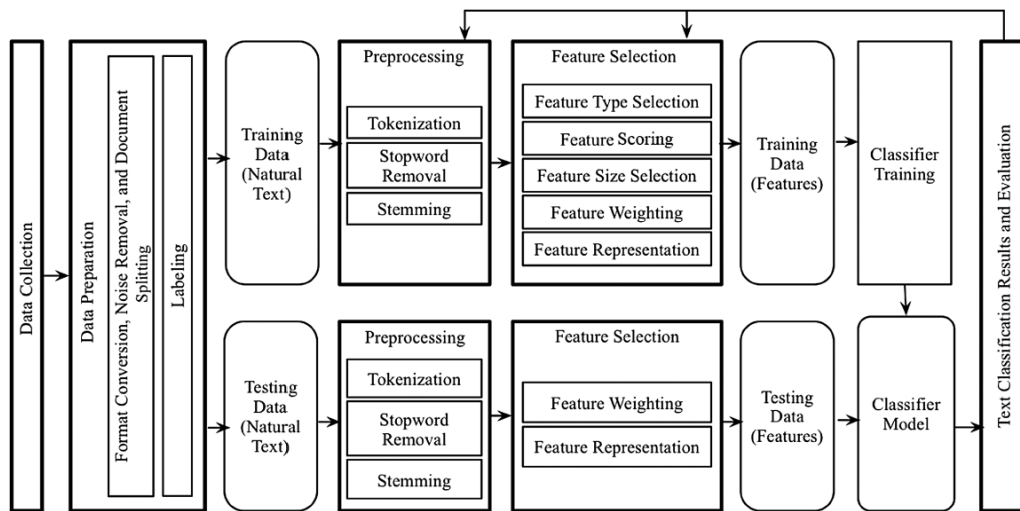 Data Collection
Data Preparation
Format Conversion, Noise Removal, and Document
Splitting
Labeling
Training
Data
(Natural
Text)
Preprocessing
Tokenization
Stopword
Removal
Stemming
Feature Selection
Feature Type Selection
Feature Scoring
Feature Size Selection
Feature Weighting
Feature Representation
Training
Data
(Features)
Classifier
Training
Testing
Data
(Natural
Text)
Preprocessing
Tokenization
Stopword
Removal
Stemming
Feature Selection
Feature Weighting
Feature Representation
Testing
Data
(Features)
Classifier
Model
Text Classification Results and Evaluation